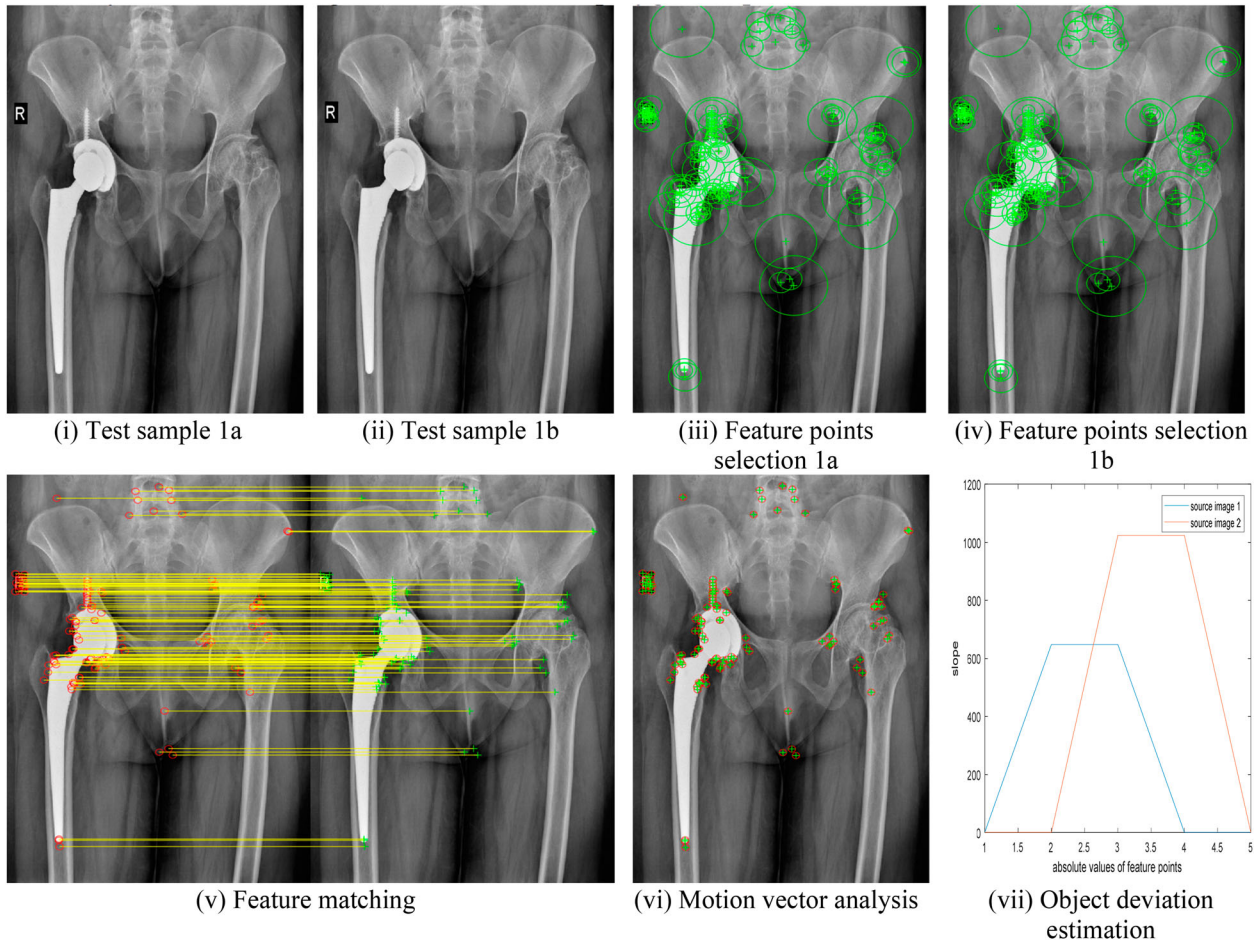 R
R
(i) Test sample 1a
(ii) Test sample 1b
(iii) Feature points
selection 1a
(iv) Feature points selection
1b
1200
1000
800
600
400
200
0
slope
source image 1
source image 2
1
1.5
2
2.5
3
3.5
4
4.5
5
absolute values of feature points
(v) Feature matching
(vi) Motion vector analysis
(vii) Object deviation
estimation